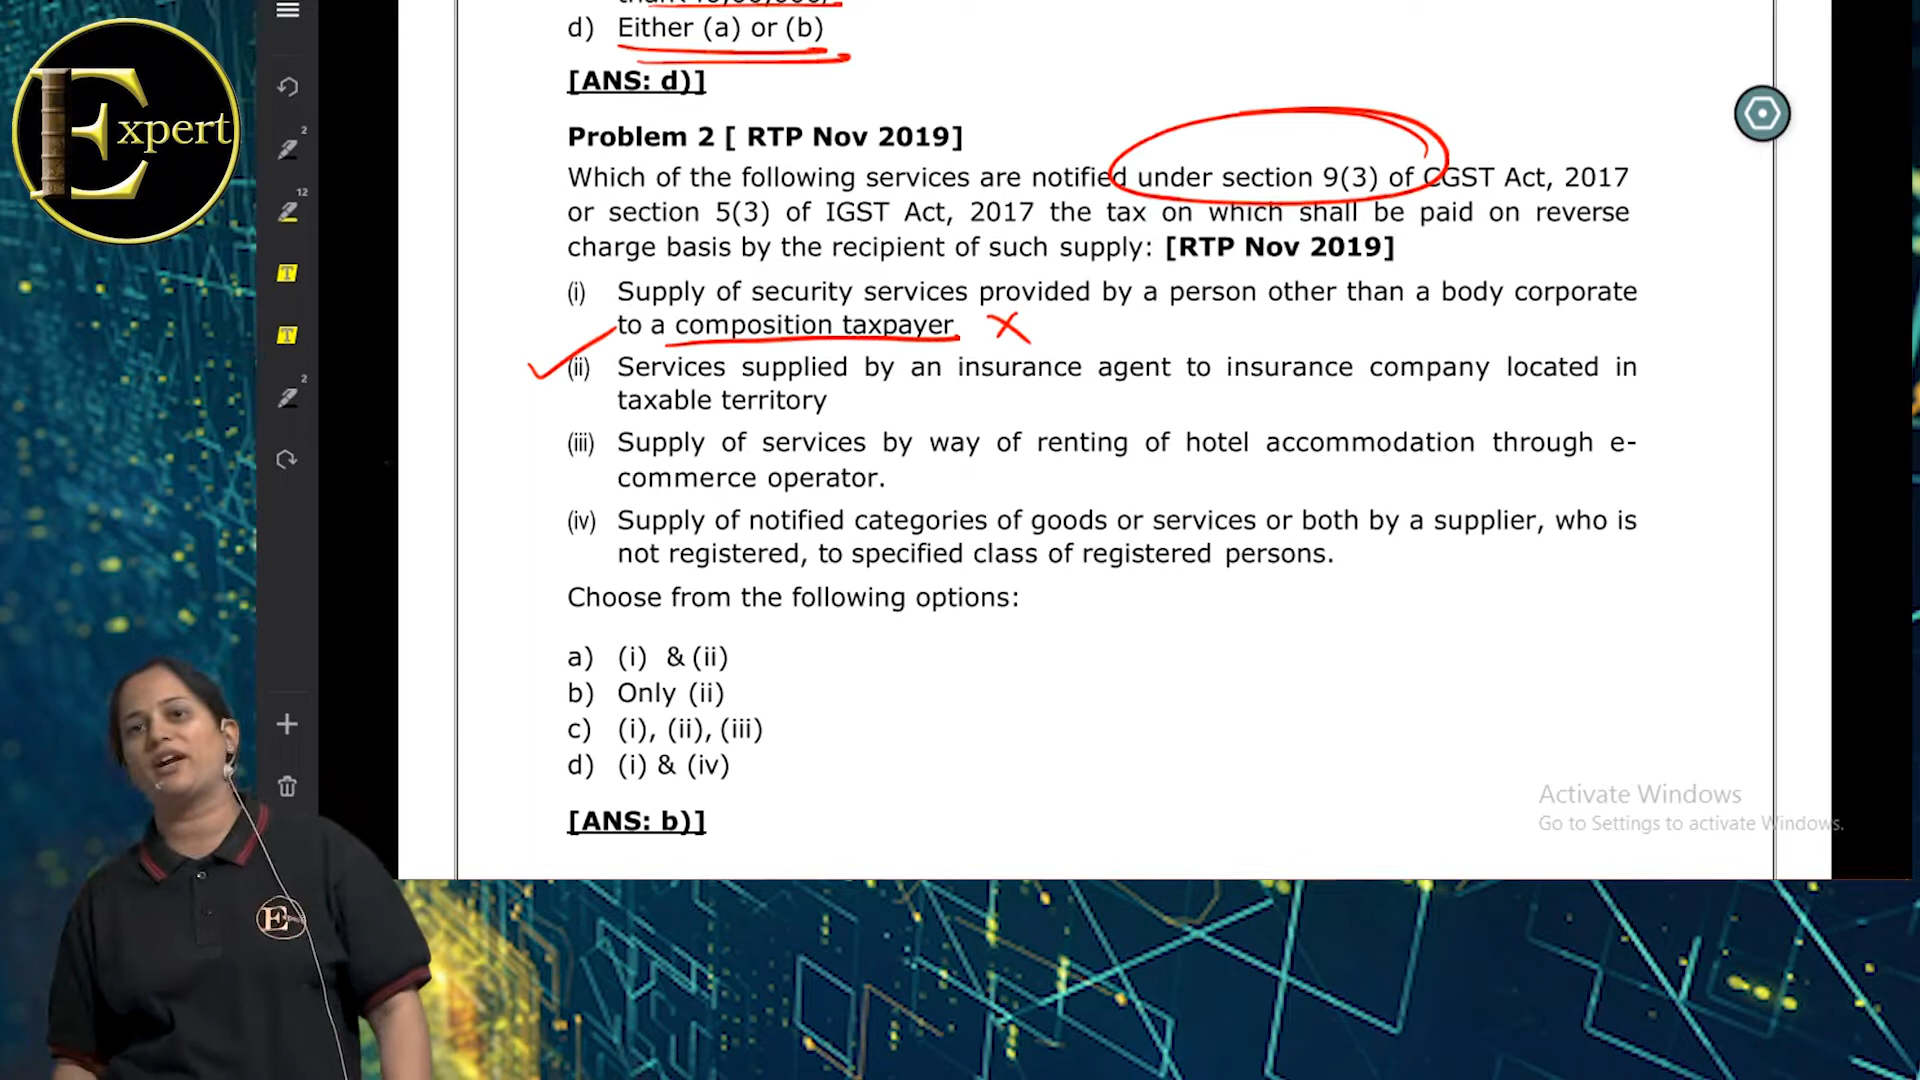 d) Either (a) or (b)
[ANS: d)]
Problem 2 [ RTP Nov 2019]
Which of the following services are notified under section 9(3) of CGST Act, 2017
or section 5(3) of IGST Act, 2017 the tax on which shall be paid on reverse
charge basis by the recipient of such supply: [RTP Nov 2019]
(i) Supply of security services provided by a person other than a body corporate
to a composition taxpayer
(ii) Services supplied by an insurance agent to insurance company located in
taxable territory
(iii) Supply of services by way of renting of hotel accommodation through e-
commerce operator.
(iv) Supply of notified categories of goods or services or both by a supplier, who is
not registered, to specified class of registered persons.
Choose from the following options:
a) (i) & (ii)
b) Only (ii)
c) (i), (ii), (iii)
d) (i) & (iv)
[ANS: b)]
Expert
2
12
T
T
2
E
Activate Windows
Go to Settings to activate Windows.